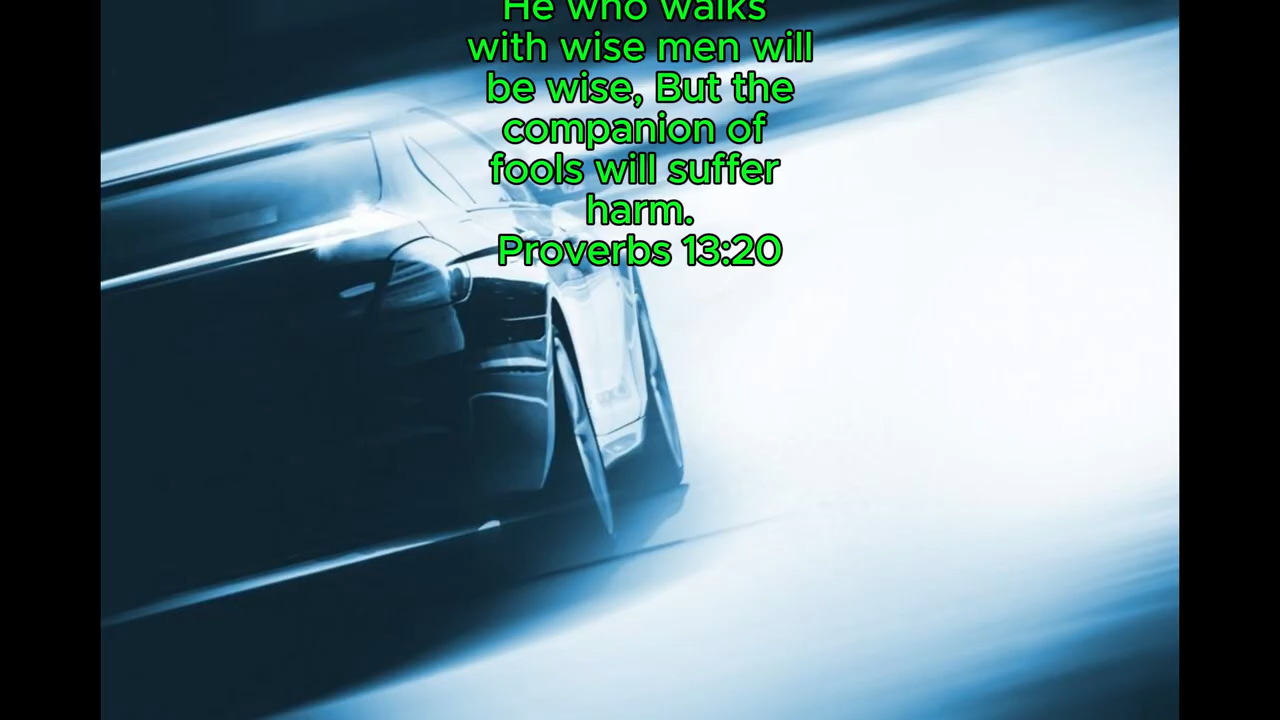 He who walks
with wise men will
be wise, But the
companion of
fools will suffer
harm.
Proverbs 13:20